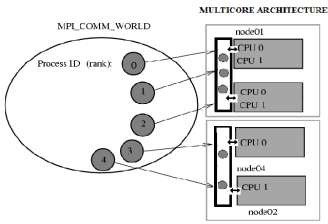 MPI_COMM_WORLD
MULTICORE ARCHITECTURE
node01
Process ID (rank):
0
CPU 0
CPU 1
1
CPU 0
CPU 1
2
3
CPU 0
4
node04
CPU 1
node02